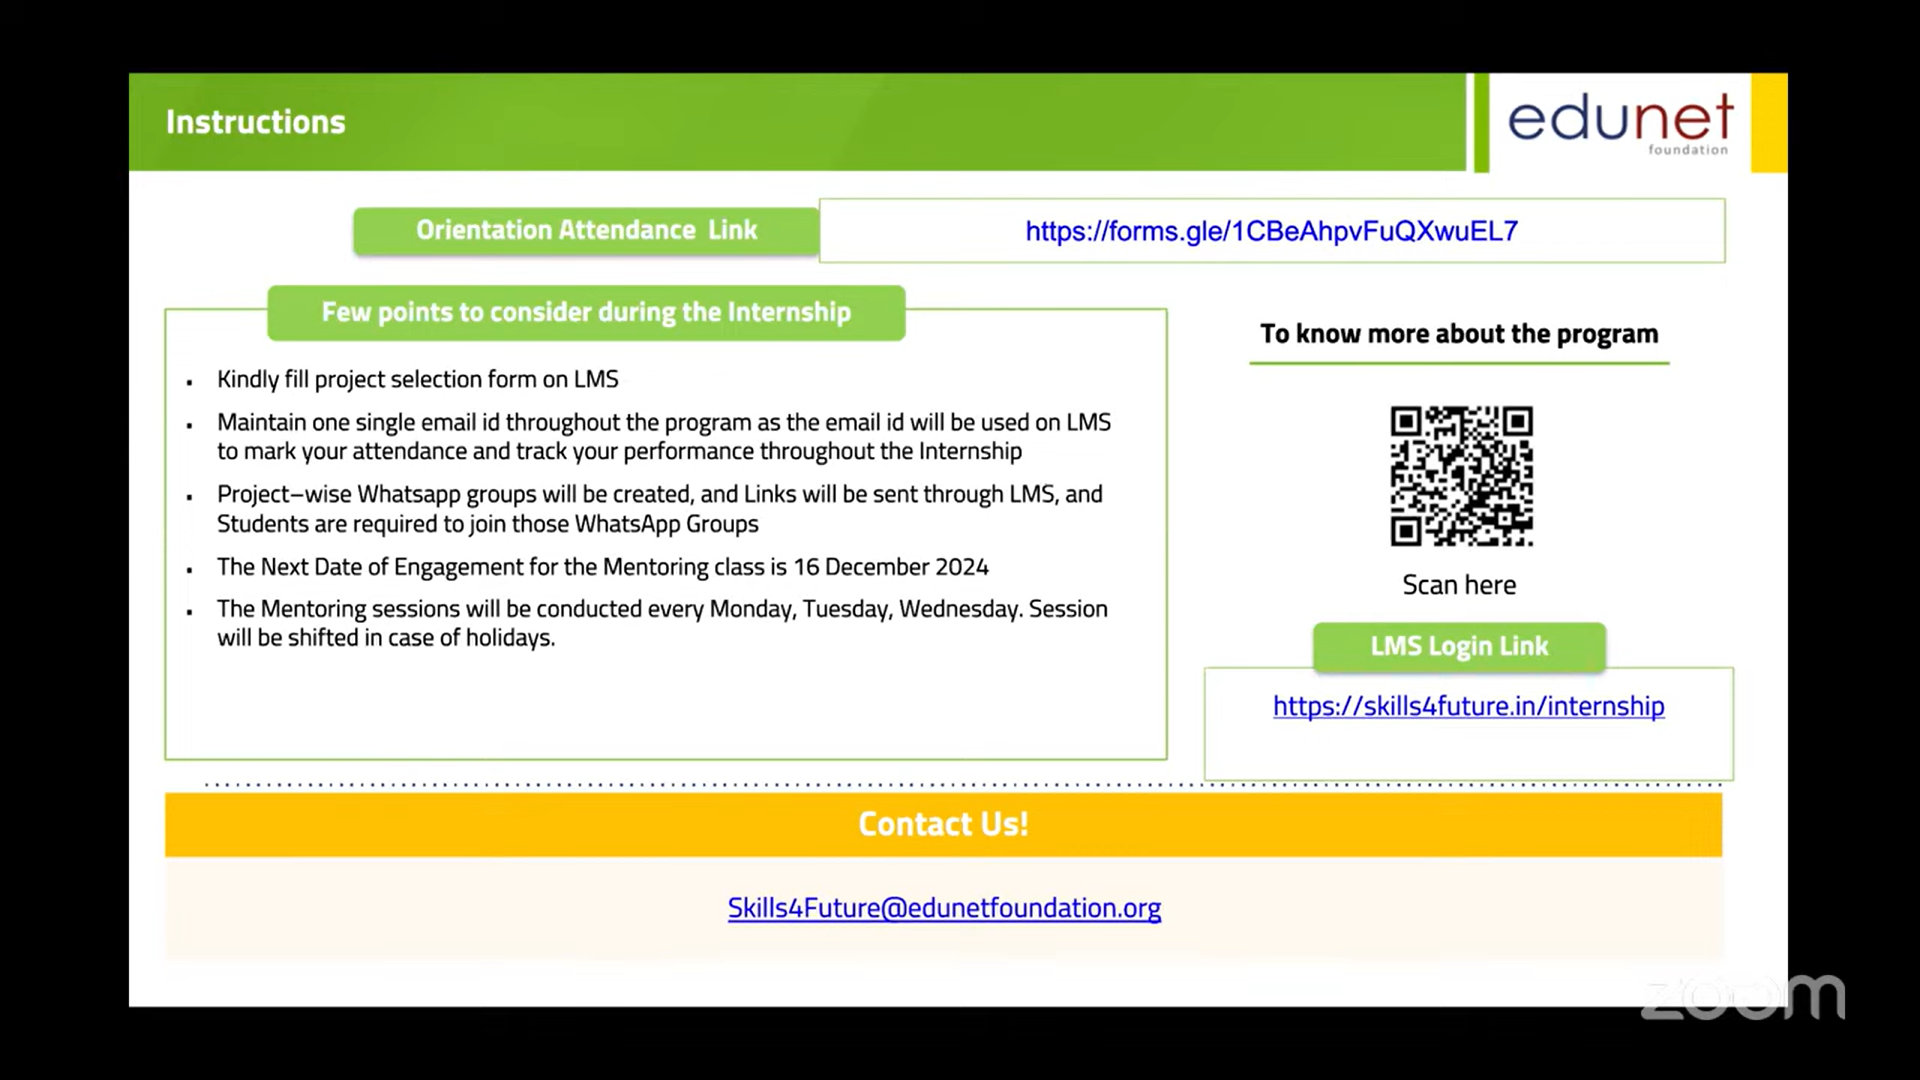 Instructions
edunet
foundation
Orientation Attendance Link
https://forms.gle/1CBeAhpvFuQXwuEL7
Few points to consider during the Internship
▪ Kindly fill project selection form on LMS
▪ Maintain one single email id throughout the program as the email id will be used on LMS
to mark your attendance and track your performance throughout the Internship
▪ Project–wise Whatsapp groups will be created, and Links will be sent through LMS, and
Students are required to join those WhatsApp Groups
▪ The Next Date of Engagement for the Mentoring class is 16 December 2024
▪ The Mentoring sessions will be conducted every Monday, Tuesday, Wednesday. Session
will be shifted in case of holidays.
To know more about the program
Scan here
LMS Login Link
https://skills4future.in/internship
Contact Us!
Skills4Future@edunetfoundation.org
zoom